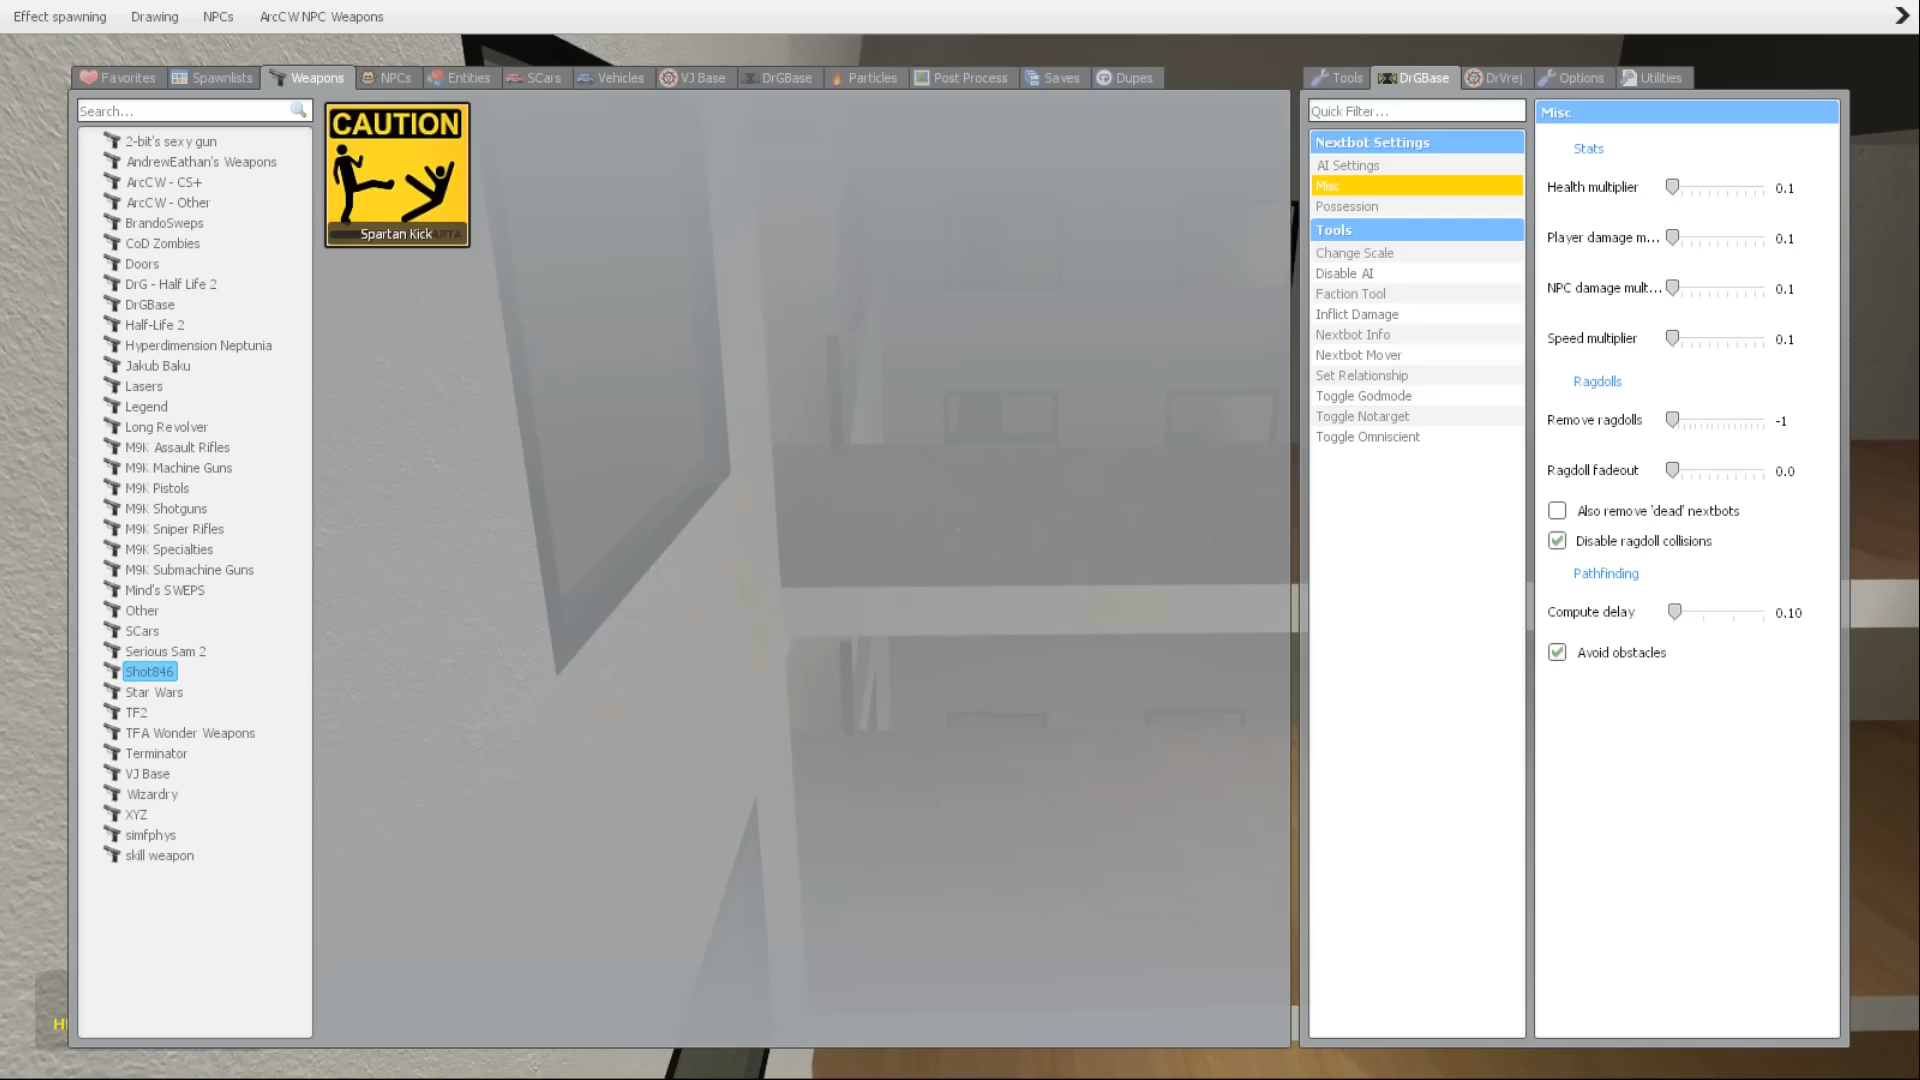 Effect spawning Drawing NPCs ArcCW NPC Weapons
Favorites Spawnlists Weapons NPCs Entities SCars Vehicles VJ Base DrGBase Particles Post Process Saves Dupes
Tools DrGBase DrVrej Options Utilities
Search...
2-bit's sexy gun
AndrewEathan's Weapons
ArcCW - CS+
ArcCW - Other
BrandoSweps
CoD Zombies
Doors
DrG - Half Life 2
DrGBase
Half-Life 2
Hyperdimension Neptunia
Jakub Baku
Lasers
Legend
Long Revolver
M9K Assault Rifles
M9K Machine Guns
M9K Pistols
M9K Shotguns
M9K Sniper Rifles
M9K Specialties
M9K Submachine Guns
Mind's SWEPS
Other
SCars
Serious Sam 2
Shot846
Star Wars
TF2
TFA Wonder Weapons
Terminator
VJ Base
Wizardry
XYZ
simfphys
skill weapon
CAUTION
Spartan Kick
Quick Filter...
Nextbot Settings
AI Settings
Misc
Possession
Tools
Change Scale
Disable AI
Faction Tool
Inflict Damage
Nextbot Info
Nextbot Mover
Set Relationship
Toggle Godmode
Toggle Notarget
Toggle Omniscient
Misc
Stats
Health multiplier 0.1
Player damage m... 0.1
NPC damage mult... 0.1
Speed multiplier 0.1
Ragdolls
Remove ragdolls -1
Ragdoll fadeout 0.0
Also remove 'dead' nextbots
Disable ragdoll collisions
Pathfinding
Compute delay 0.10
Avoid obstacles